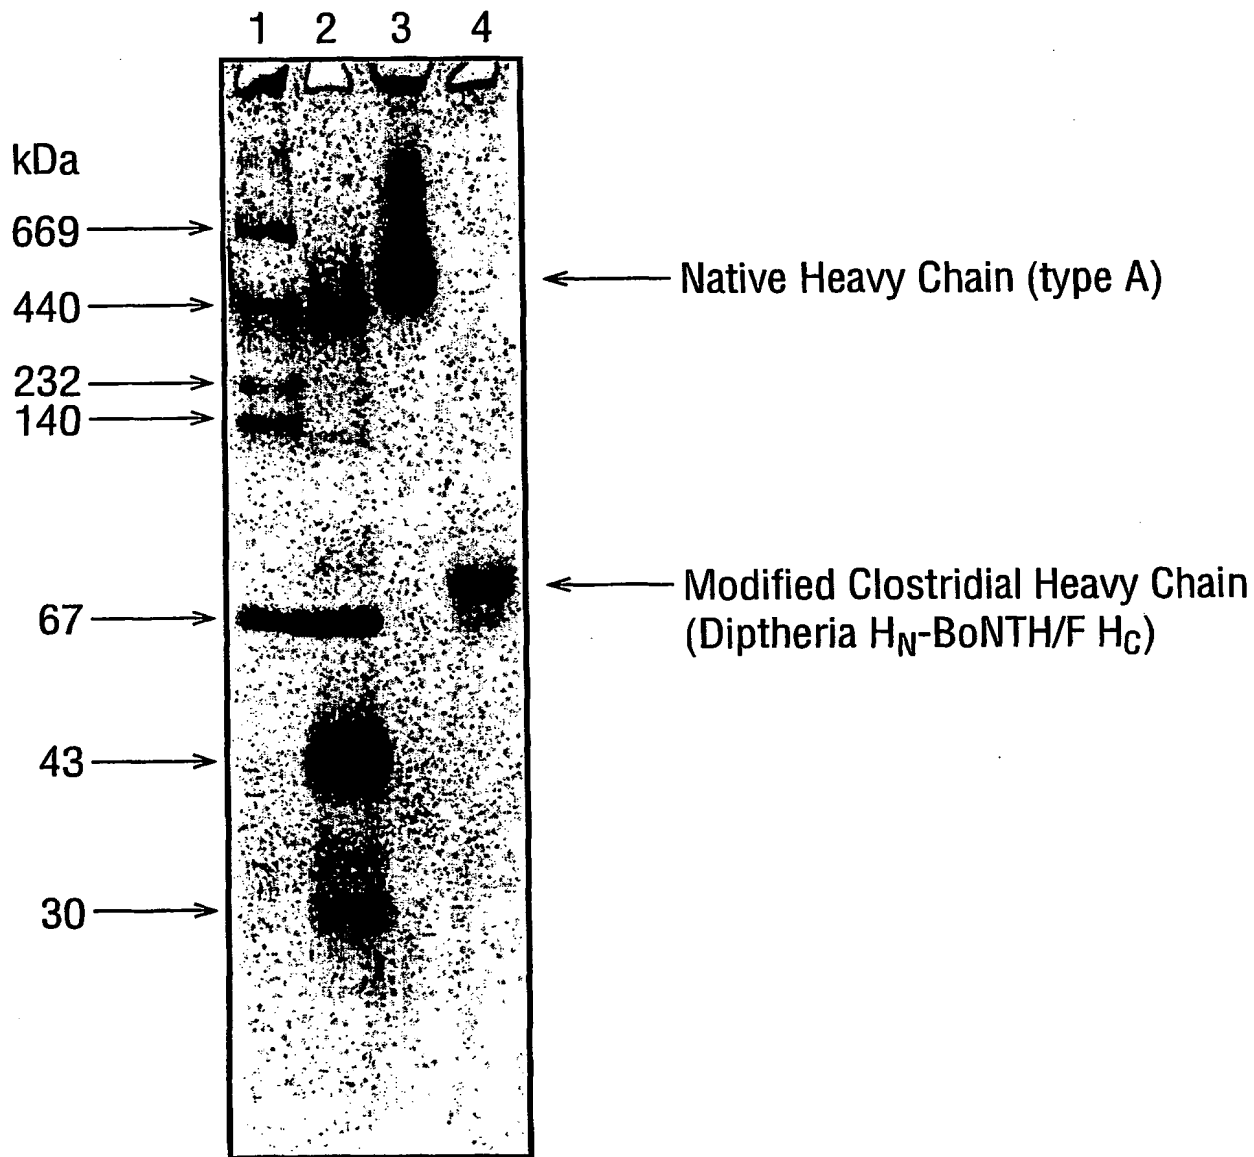 1 2 3 4
kDa
669
440
232
140
67
43
30
Native Heavy Chain (type A)
Modified Clostridial Heavy Chain
(Diptheria HN-BoNTH/F HC)